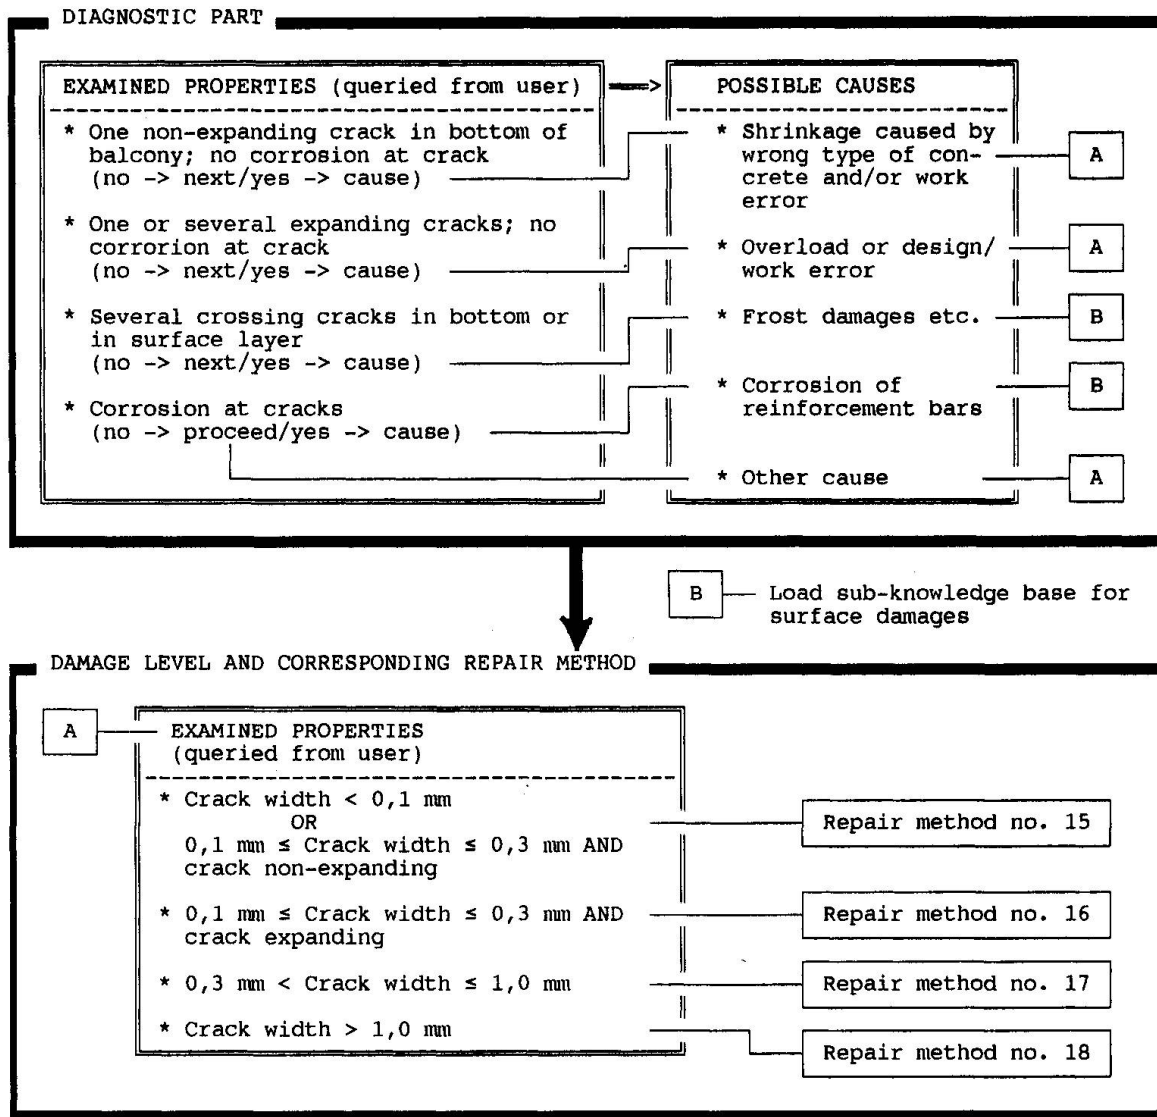 DIAGNOSTIC PART
EXAMINED PROPERTIES (queried from user) ==> POSSIBLE CAUSES
* One non-expanding crack in bottom of
balcony; no corrosion at crack
(no -> next/yes -> cause)
* Shrinkage caused by
wrong type of con-
crete and/or work
error
A
* One or several expanding cracks; no
corrorion at crack
(no -> next/yes -> cause)
* Overload or design/
work error
A
* Several crossing cracks in bottom or
in surface layer
(no -> next/yes -> cause)
* Frost damages etc.
B
* Corrosion at cracks
(no -> proceed/yes -> cause)
* Corrosion of
reinforcement bars
B
* Other cause
A
B
Load sub-knowledge base for
surface damages
DAMAGE LEVEL AND CORRESPONDING REPAIR METHOD
A
EXAMINED PROPERTIES
(queried from user)
* Crack width < 0,1 mm
OR
0,1 mm ≤ Crack width ≤ 0,3 mm AND
crack non-expanding
Repair method no. 15
* 0,1 mm ≤ Crack width ≤ 0,3 mm AND
crack expanding
Repair method no. 16
* 0,3 mm < Crack width ≤ 1,0 mm
Repair method no. 17
* Crack width > 1,0 mm
Repair method no. 18